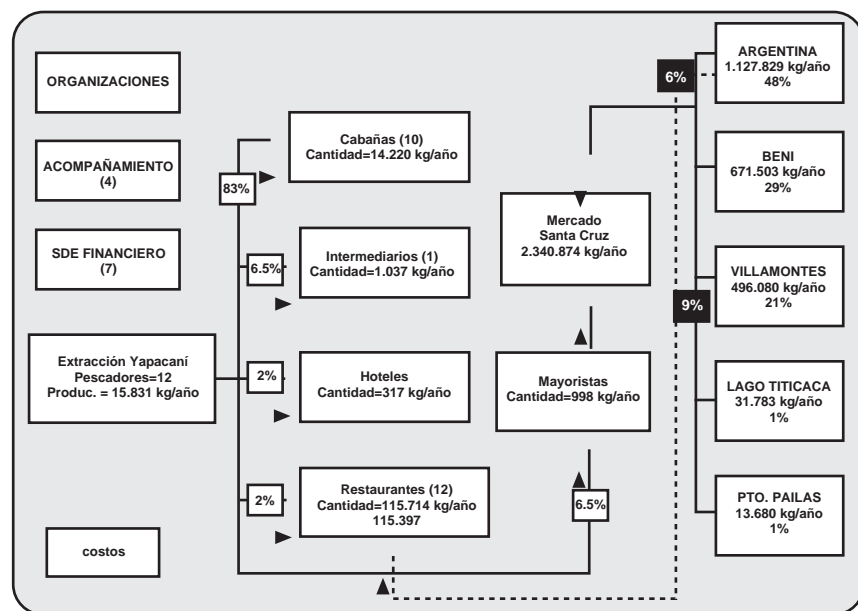 ORGANIZACIONES
ACOMPAÑAMIENTO
(4)
SDE FINANCIERO
(7)
Extracción Yapacaní
Pescadores=12
Produc. = 15.831 kg/año
costos
83%
6.5%
2%
2%
Cabañas (10)
Cantidad=14.220 kg/año
Intermediarios (1)
Cantidad=1.037 kg/año
Hoteles
Cantidad=317 kg/año
Restaurantes (12)
Cantidad=115.714 kg/año
115.397
Mercado
Santa Cruz
2.340.874 kg/año
Mayoristas
Cantidad=998 kg/año
6.5%
6%
9%
ARGENTINA
1.127.829 kg/año
48%
BENI
671.503 kg/año
29%
VILLAMONTES
496.080 kg/año
21%
LAGO TITICACA
31.783 kg/año
1%
PTO. PAILAS
13.680 kg/año
1%